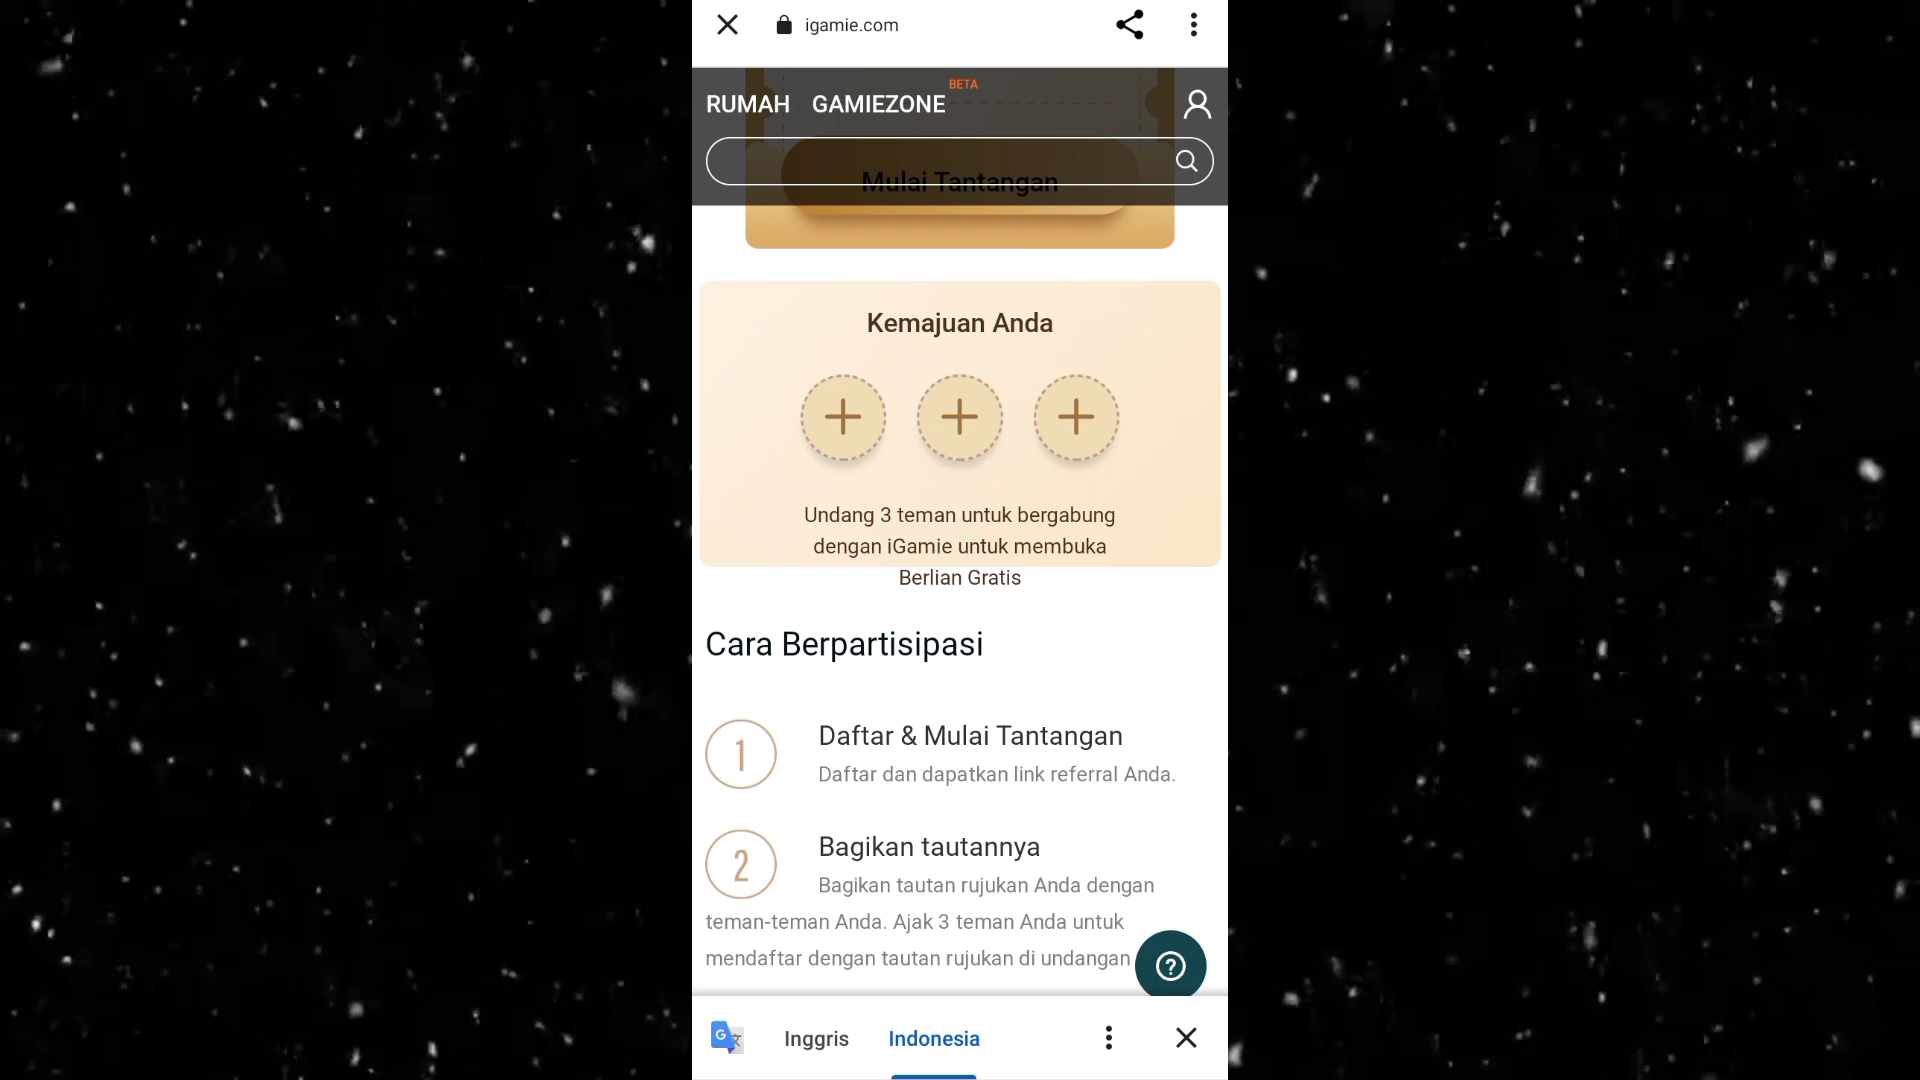 igamie.com
BETA
RUMAH GAMIEZONE
Mulai Tantangan
Kemajuan Anda
Undang 3 teman untuk bergabung
dengan iGamie untuk membuka
Berlian Gratis
Cara Berpartisipasi
1
Daftar & Mulai Tantangan
Daftar dan dapatkan link referral Anda.
2
Bagikan tautannya
Bagikan tautan rujukan Anda dengan
teman-teman Anda. Ajak 3 teman Anda untuk
mendaftar dengan tautan rujukan di undangan
Inggris Indonesia